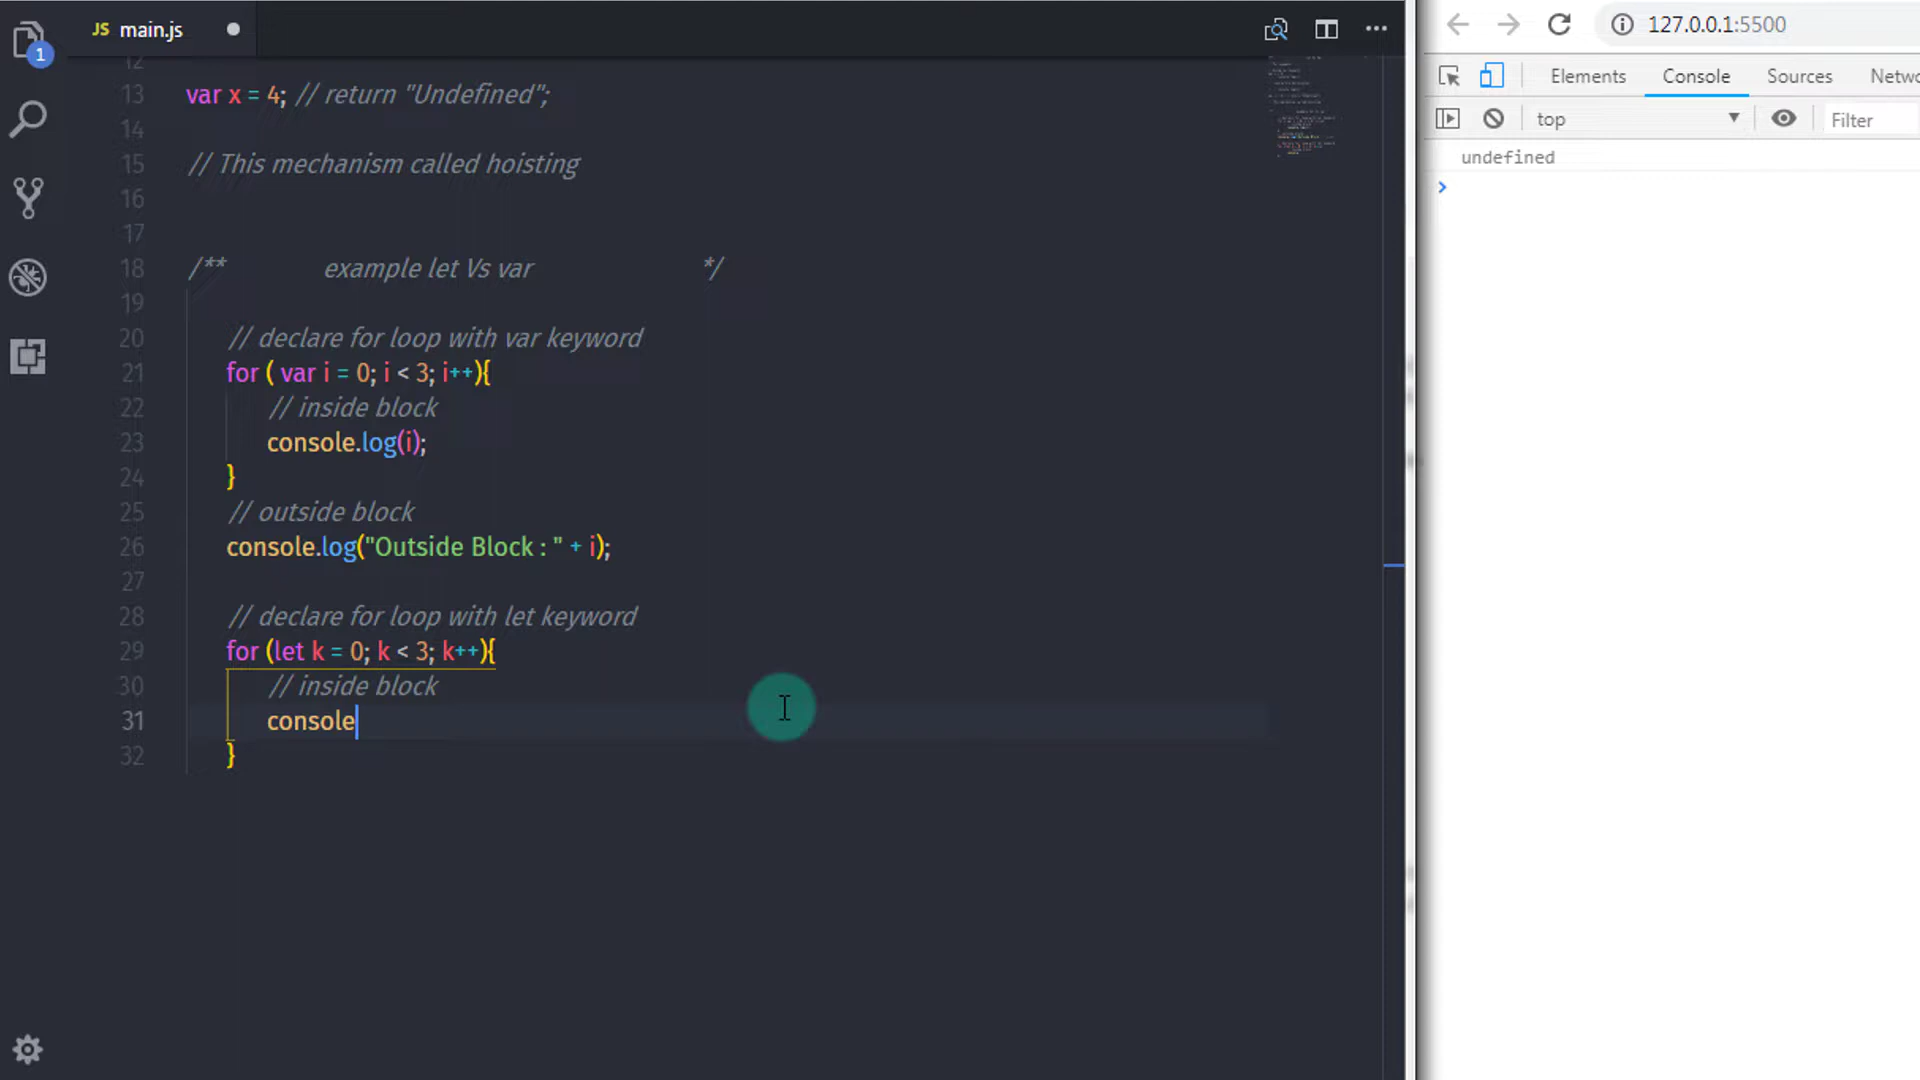 1
JS main.js
12
13 var x = 4; // return "Undefined";
14
15 // This mechanism called hoisting
16
17
18 /** example let Vs var */
19
20 // declare for loop with var keyword
21 for ( var i = 0; i < 3; i++){
22 // inside block
23 console.log(i);
24 }
25 // outside block
26 console.log("Outside Block : " + i);
27
28 // declare for loop with let keyword
29 for (let k = 0; k < 3; k++){
30 // inside block
31 console
32 }
127.0.0.1:5500
Elements Console Sources Netwo
top Filter
undefined